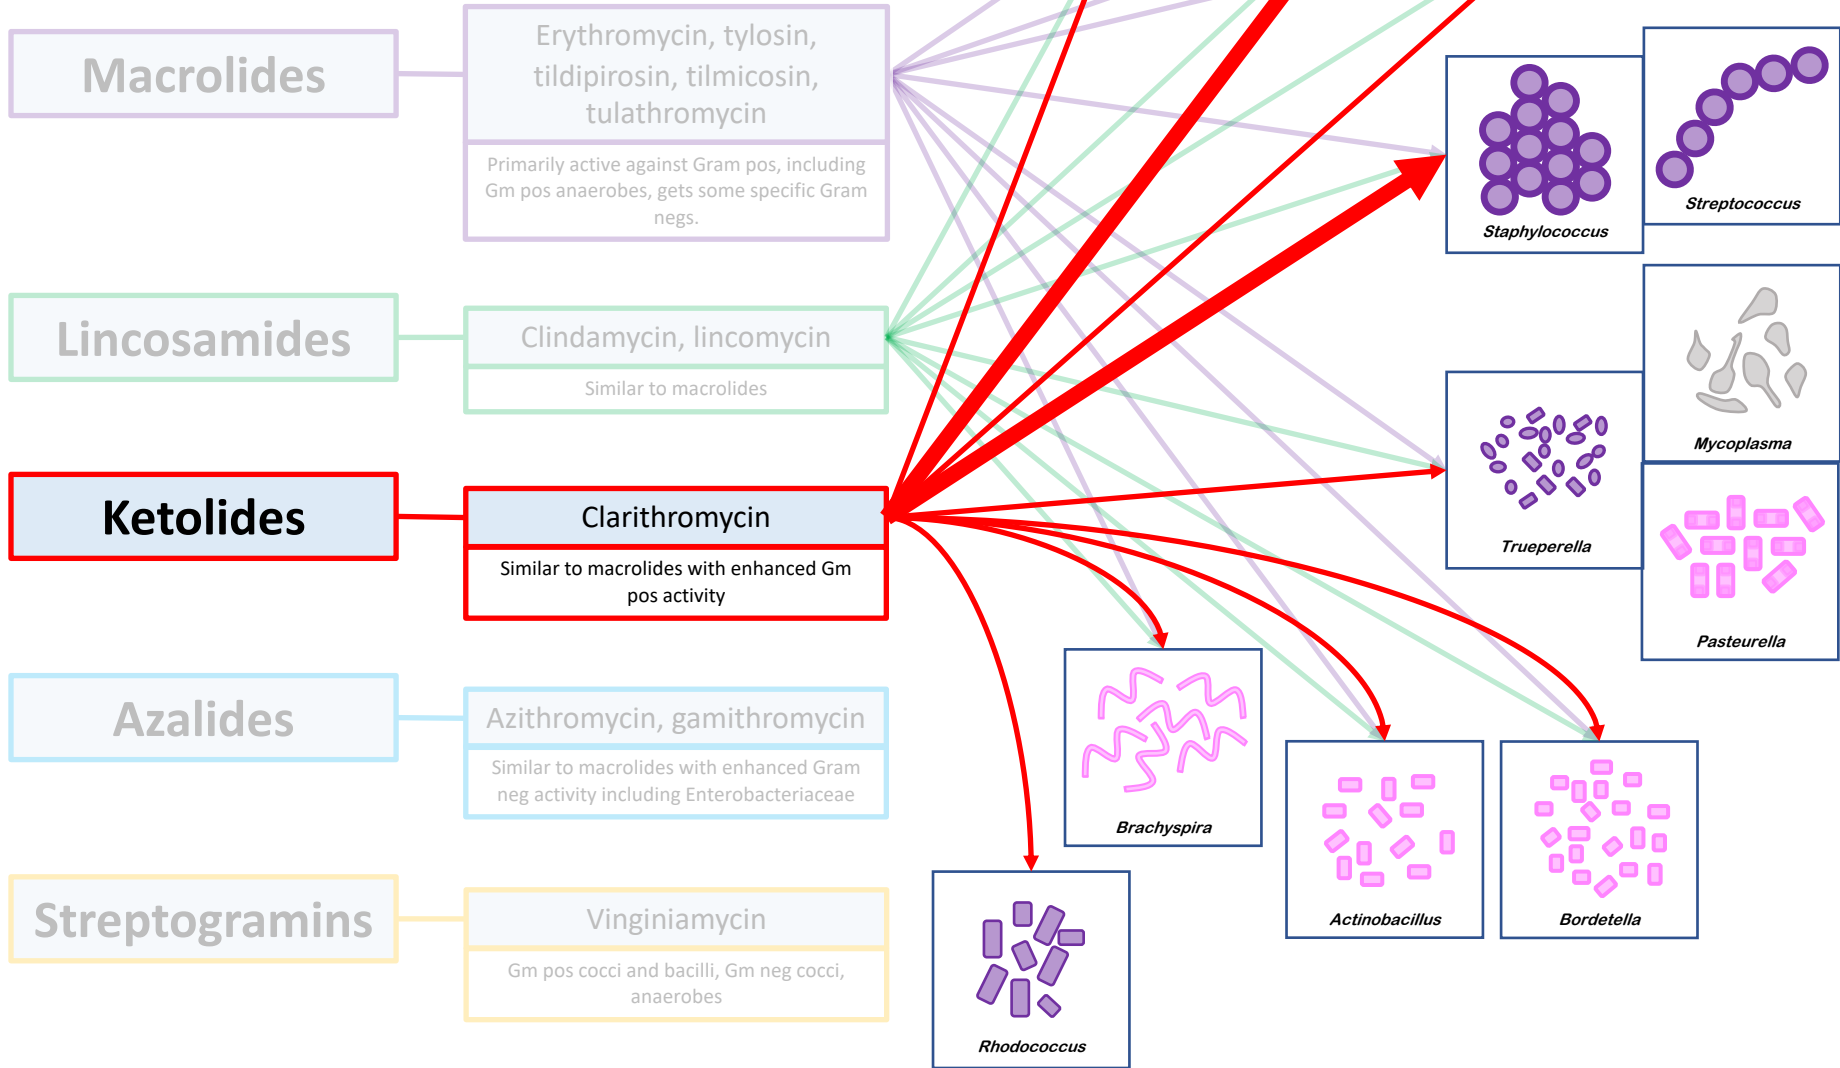 Macrolides
Erythromycin, tylosin,
tildipirosin, tilmicosin,
tulathromycin
Primarily active against Gram pos, including
Gm pos anaerobes, gets some specific Gram
negs.
Lincosamides
Clindamycin, lincomycin
Similar to macrolides
Ketolides
Clarithromycin
Similar to macrolides with enhanced Gm
pos activity
Azalides
Azithromycin, gamithromycin
Similar to macrolides with enhanced Gram
neg activity including Enterobacteriaceae
Streptogramins
Vinginiamycin
Gm pos cocci and bacilli, Gm neg cocci,
anaerobes
Staphylococcus
Streptococcus
Mycoplasma
Trueperella
Pasteurella
Brachyspira
Actinobacillus
Bordetella
Rhodococcus